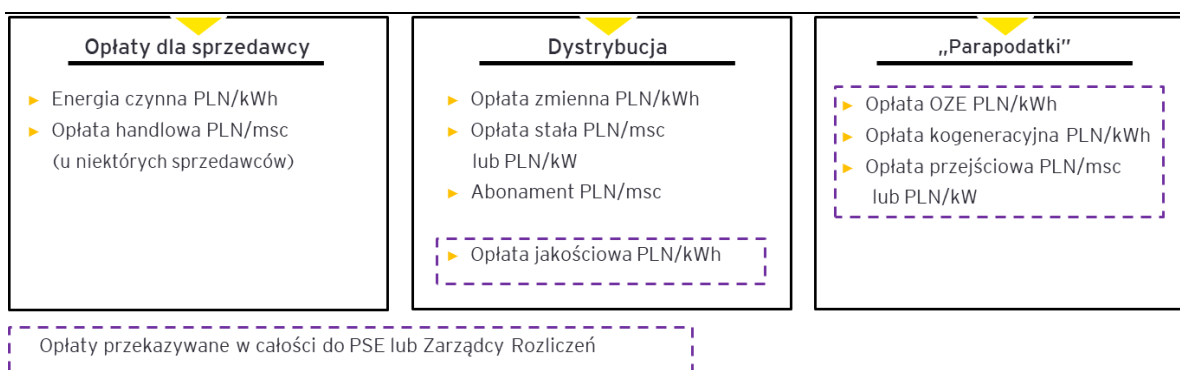 Opłaty dla sprzedawcy
► Energia czynna PLN/kWh
► Opłata handlowa PLN/msc
(u niektórych sprzedawców)
Dystrybucja
► Opłata zmienna PLN/kWh
► Opłata stała PLN/msc
lub PLN/kW
► Abonament PLN/msc
► Opłata jakościowa PLN/kWh
„Parapodatki”
► Opłata OZE PLN/kWh
► Opłata kogeneracyjna PLN/kWh
► Opłata przejściowa PLN/msc
lub PLN/kW
Opłaty przekazywane w całości do PSE lub Zarządcy Rozliczeń